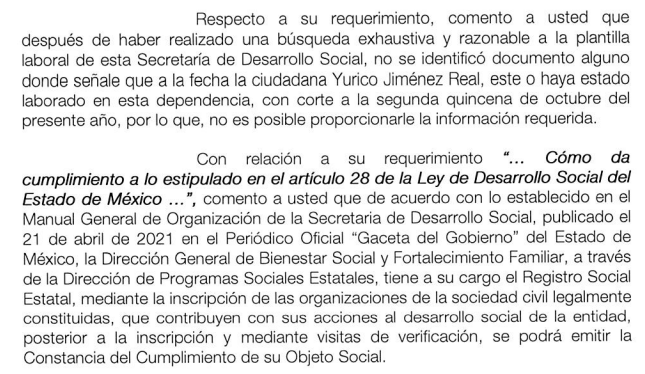 Respecto a su requerimiento, comento a usted que
después de haber realizado una búsqueda exhaustiva y razonable a la plantilla
laboral de esta Secretaría de Desarrollo Social, no se identificó documento alguno
donde señale que a la fecha la ciudadana Yurico Jiménez Real, este o haya estado
laborado en esta dependencia, con corte a la segunda quincena de octubre del
presente año, por lo que, no es posible proporcionarle la información requerida.
Con relación a su requerimiento “… Cómo da
cumplimiento a lo estipulado en el artículo 28 de la Ley de Desarrollo Social del
Estado de México …”, comento a usted que de acuerdo con lo establecido en el
Manual General de Organización de la Secretaria de Desarrollo Social, publicado el
21 de abril de 2021 en el Periódico Oficial “Gaceta del Gobierno” del Estado de
México, la Dirección General de Bienestar Social y Fortalecimiento Familiar, a través
de la Dirección de Programas Sociales Estatales, tiene a su cargo el Registro Social
Estatal, mediante la inscripción de las organizaciones de la sociedad civil legalmente
constituidas, que contribuyen con sus acciones al desarrollo social de la entidad,
posterior a la inscripción y mediante visitas de verificación, se podrá emitir la
Constancia del Cumplimiento de su Objeto Social.